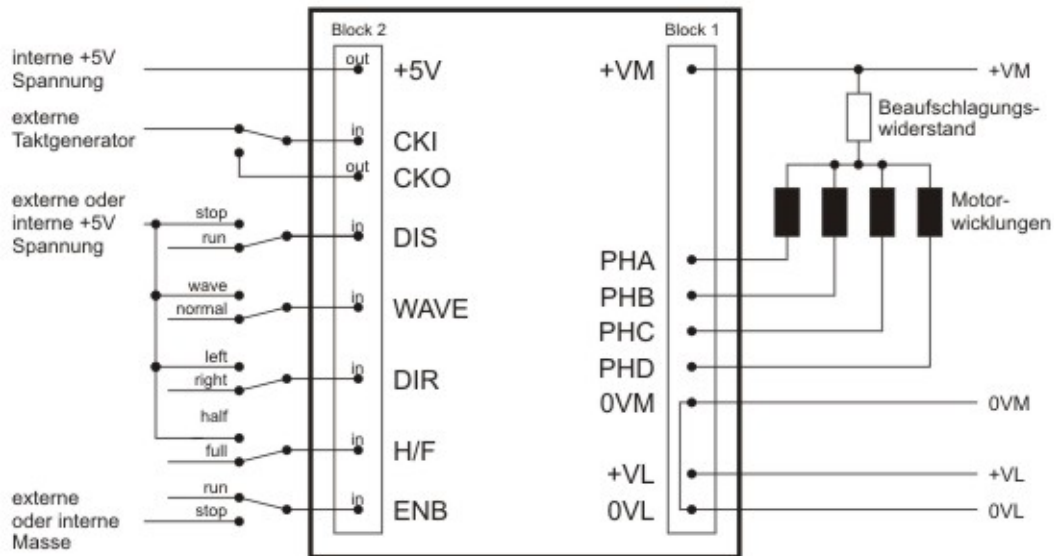 Block 2
Block 1
interne +5V
Spannung
out
+5V
+VM
+VM
externe
Taktgenerator
in
CKI
out
CKO
Beaufschlagungs-
widerstand
externe oder
interne +5V
Spannung
stop
run
in
DIS
Motor-
wicklungen
PHA
wave
normal
in
WAVE
PHB
PHC
left
right
in
DIR
PHD
0VM
0VM
half
full
in
H/F
+VL
+VL
externe
oder interne
Masse
run
stop
in
ENB
0VL
0VL